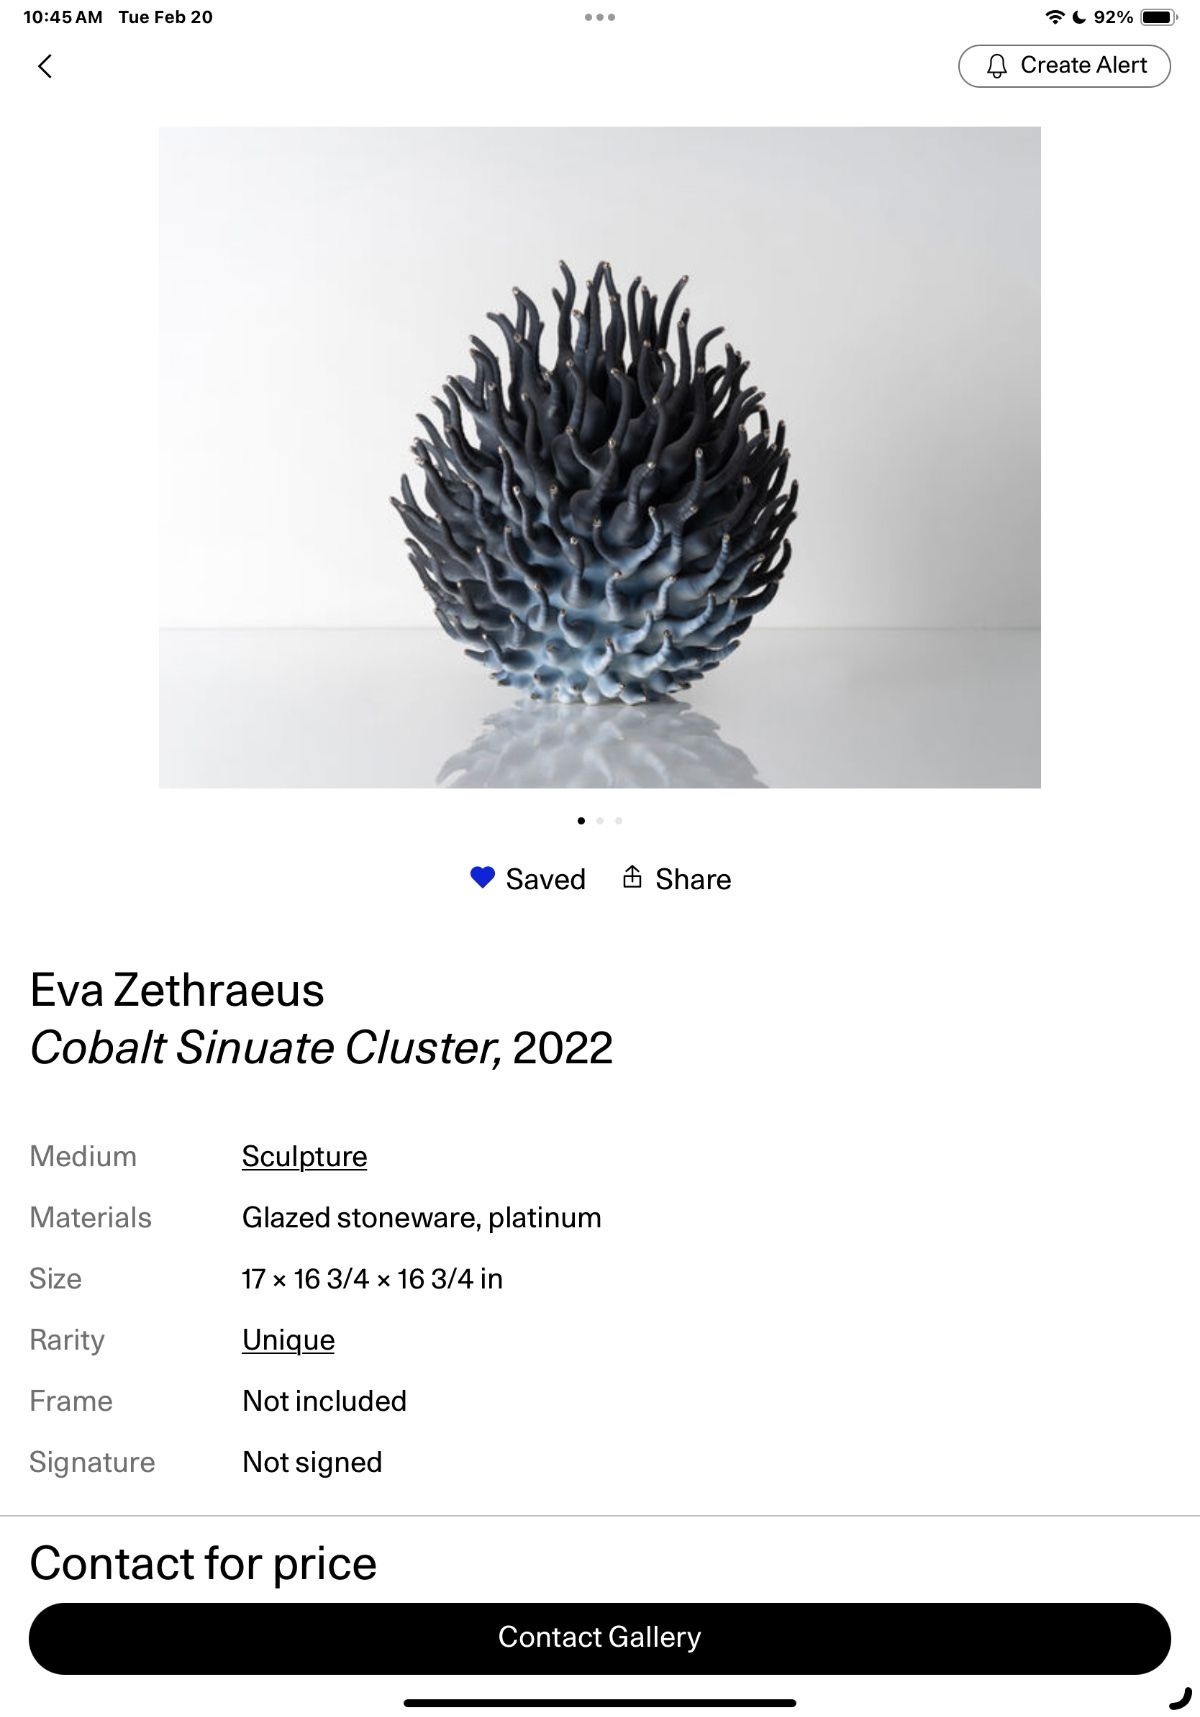 10:45 AM Tue Feb 20
92%
Create Alert
Saved
Share
Eva Zethraeus
Cobalt Sinuate Cluster, 2022
Medium Sculpture
Materials Glazed stoneware, platinum
Size 17 × 16 3/4 × 16 3/4 in
Rarity Unique
Frame Not included
Signature Not signed
Contact for price
Contact Gallery